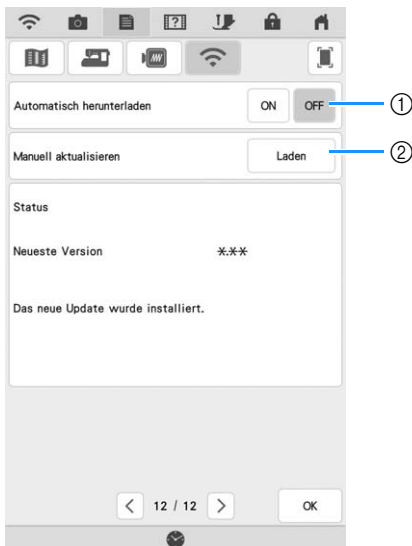 Automatisch herunterladen ON OFF ①
Manuell aktualisieren Laden ②
Status
Neueste Version *.**
Das neue Update wurde installiert.
12 / 12 OK